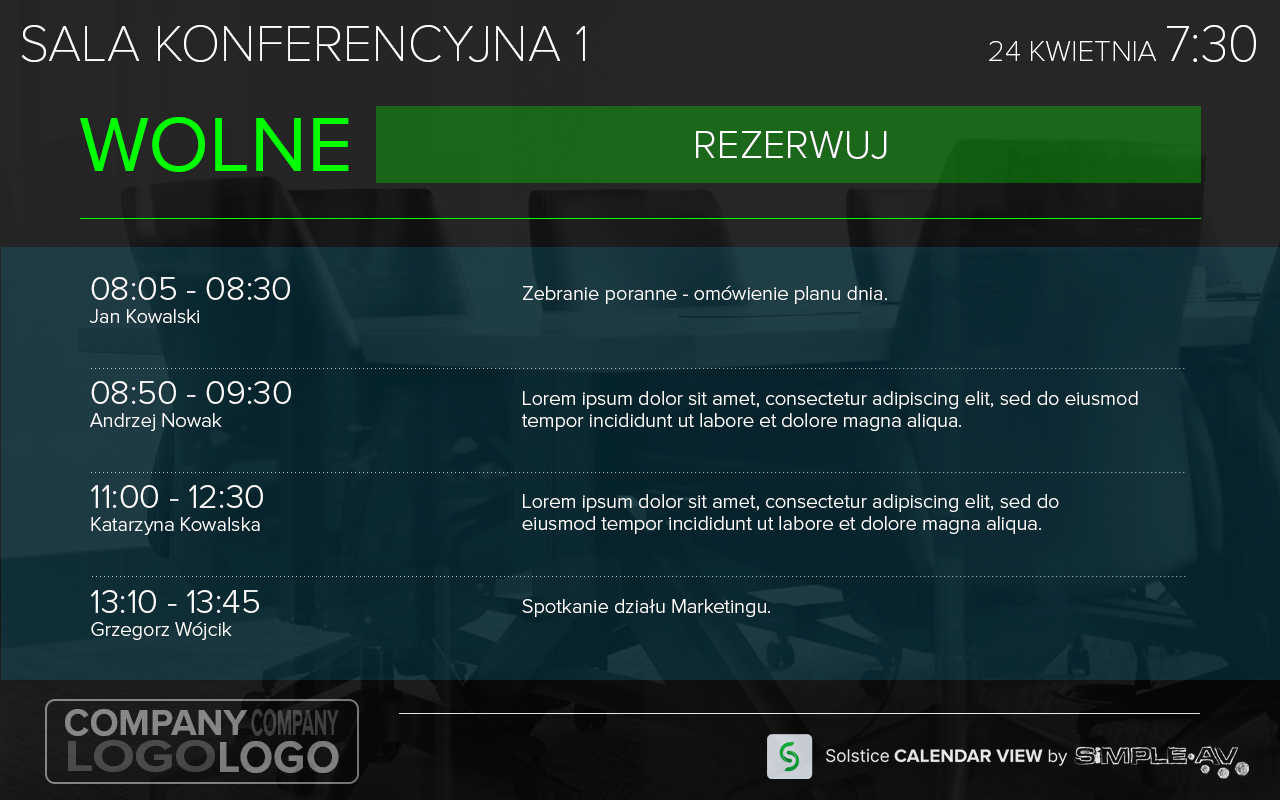 SALA KONFERENCYJNA 1
24 KWIETNIA 7:30
WOLNE
REZERWUJ
08:05 - 08:30
Jan Kowalski
Zebranie poranne - omówienie planu dnia.
08:50 - 09:30
Andrzej Nowak
Lorem ipsum dolor sit amet, consectetur adipiscing elit, sed do eiusmod
tempor incididunt ut labore et dolore magna aliqua.
11:00 - 12:30
Katarzyna Kowalska
Lorem ipsum dolor sit amet, consectetur adipiscing elit, sed do
eiusmod tempor incididunt ut labore et dolore magna aliqua.
13:10 - 13:45
Grzegorz Wójcik
Spotkanie działu Marketingu.
COMPANY COMPANY
LOGO LOGO
Solstice CALENDAR VIEW by SiMPLE·AV